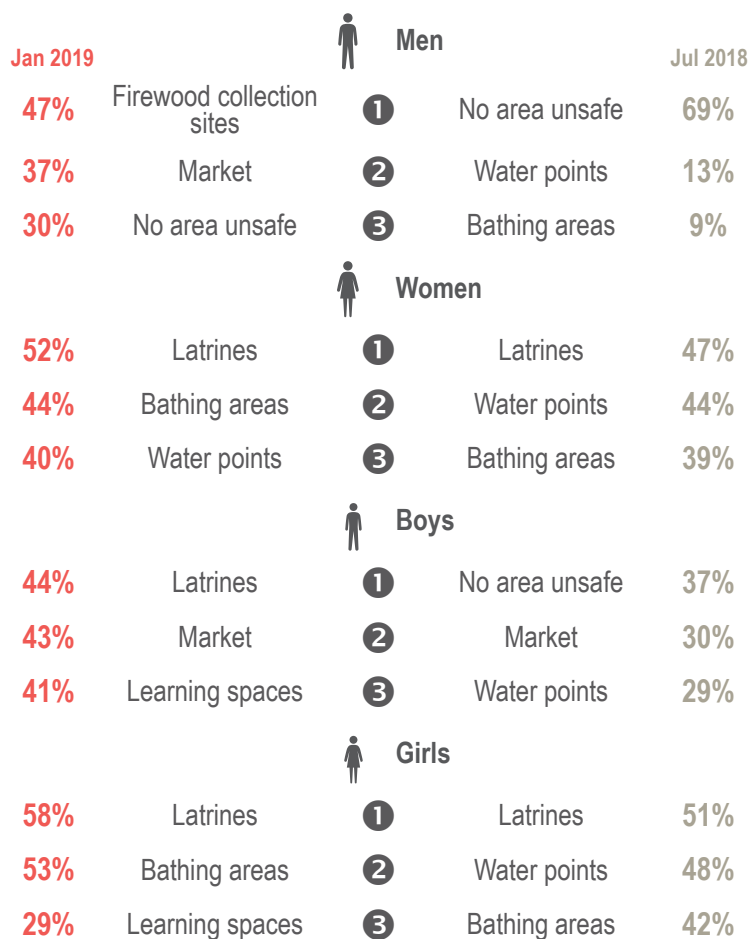 Men
Jan 2019 Jul 2018
47% Firewood collection sites 1 No area unsafe 69%
37% Market 2 Water points 13%
30% No area unsafe 3 Bathing areas 9%
Women
52% Latrines 1 Latrines 47%
44% Bathing areas 2 Water points 44%
40% Water points 3 Bathing areas 39%
Boys
44% Latrines 1 No area unsafe 37%
43% Market 2 Market 30%
41% Learning spaces 3 Water points 29%
Girls
58% Latrines 1 Latrines 51%
53% Bathing areas 2 Water points 48%
29% Learning spaces 3 Bathing areas 42%